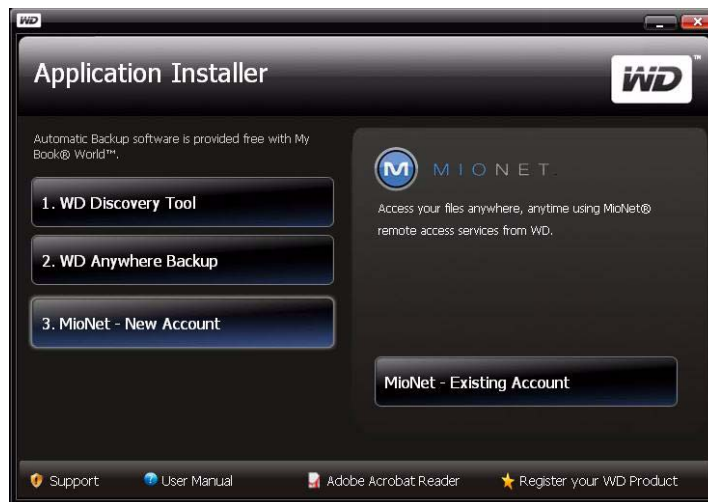 WD
Application Installer
WD™
Automatic Backup software is provided free with My
Book® World™.
1. WD Discovery Tool
2. WD Anywhere Backup
3. MioNet - New Account
M MIONET
Access your files anywhere, anytime using MioNet®
remote access services from WD.
MioNet - Existing Account
Support User Manual Adobe Acrobat Reader Register your WD Product